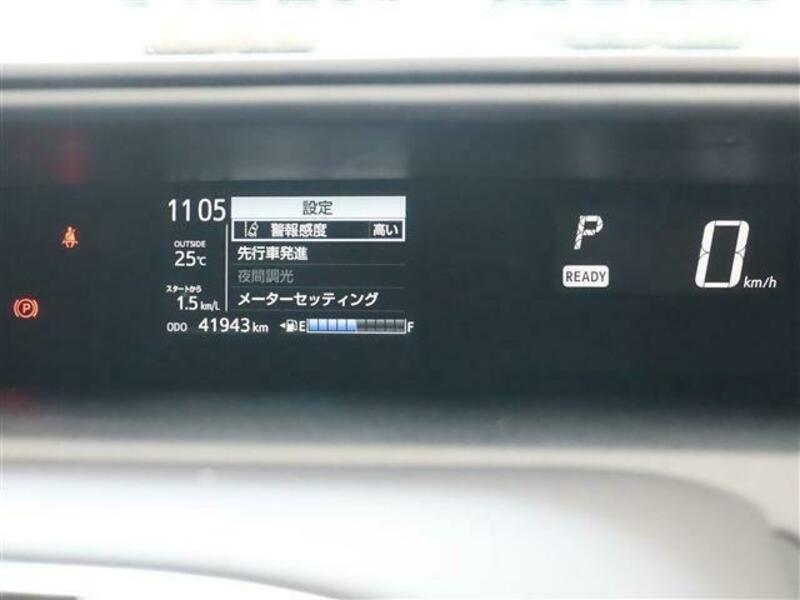 11 05
設定
警報感度 高い
OUTSIDE
25℃
先行車発進
夜間調光
スタートから
1.5 km/L
メーターセッティング
ODO 41943 km
E F
P
READY
0 km/h
P